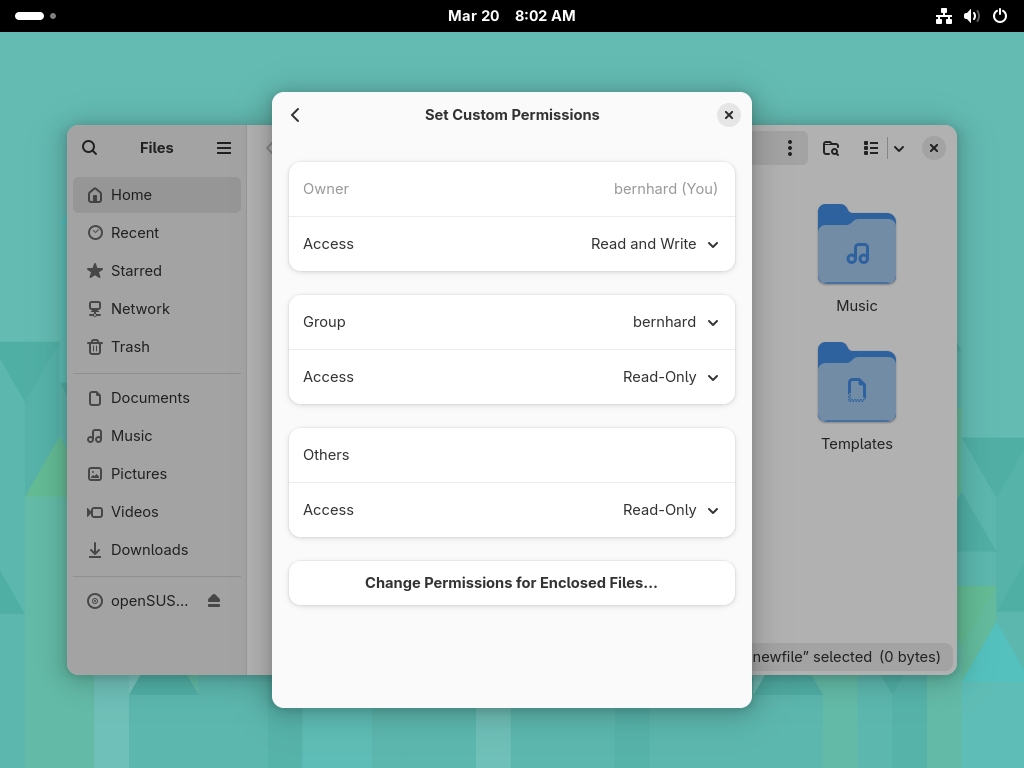 Mar 20 8:02 AM
Set Custom Permissions
Files
Home
Recent
Starred
Network
Trash
Documents
Music
Pictures
Videos
Downloads
openSUS...
Owner bernhard (You)
Access Read and Write
Group bernhard
Access Read-Only
Others
Access Read-Only
Change Permissions for Enclosed Files...
Music
Templates
newfile” selected (0 bytes)